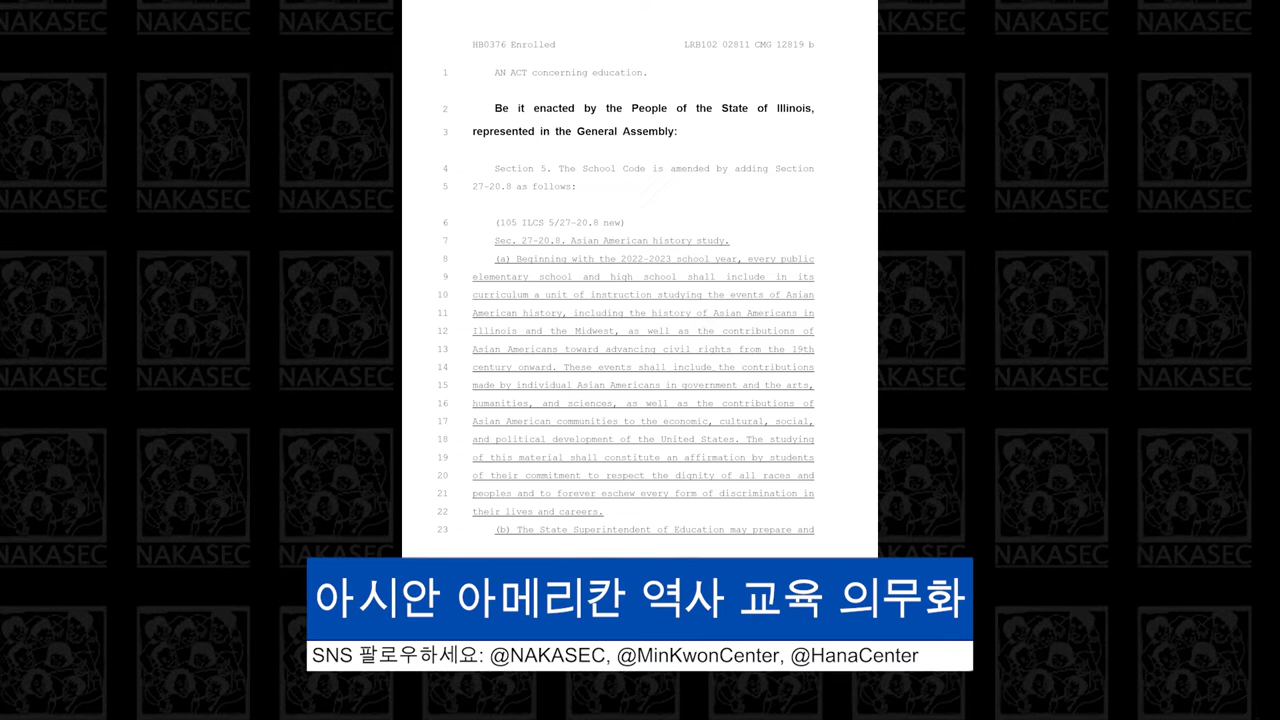 HB0376 Enrolled LRB102 02811 CMG 12819 b
1 AN ACT concerning education.
2 Be it enacted by the People of the State of Illinois,
3 represented in the General Assembly:
4 Section 5. The School Code is amended by adding Section
5 27-20.8 as follows:
6 (105 ILCS 5/27-20.8 new)
7 Sec. 27-20.8. Asian American history study.
8 (a) Beginning with the 2022-2023 school year, every public
9 elementary school and high school shall include in its
10 curriculum a unit of instruction studying the events of Asian
11 American history, including the history of Asian Americans in
12 Illinois and the Midwest, as well as the contributions of
13 Asian Americans toward advancing civil rights from the 19th
14 century onward. These events shall include the contributions
15 made by individual Asian Americans in government and the arts,
16 humanities, and sciences, as well as the contributions of
17 Asian American communities to the economic, cultural, social,
18 and political development of the United States. The studying
19 of this material shall constitute an affirmation by students
20 of their commitment to respect the dignity of all races and
21 peoples and to forever eschew every form of discrimination in
22 their lives and careers.
23 (b) The State Superintendent of Education may prepare and
아시안 아메리칸 역사 교육 의무화
SNS 팔로우하세요: @NAKASEC, @MinKwonCenter, @HanaCenter
NAKASEC